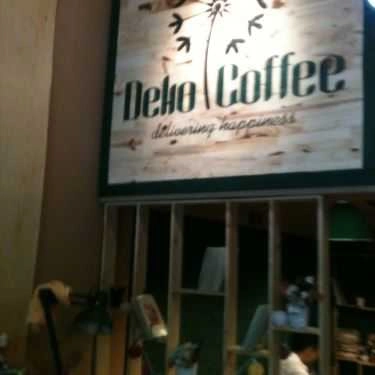 Deko Coffee
delivering happiness